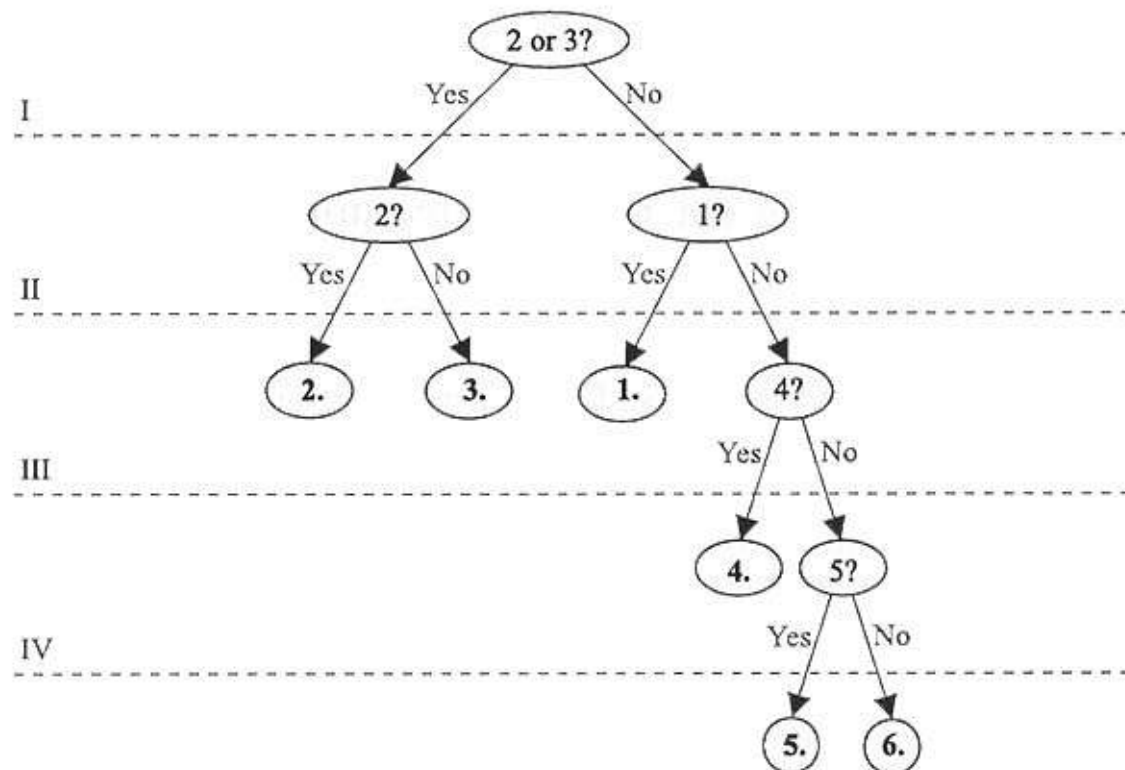 2 or 3?
Yes No
I
2? 1?
Yes No Yes No
II
2. 3. 1. 4?
Yes No
III
4. 5?
Yes No
IV
5. 6.